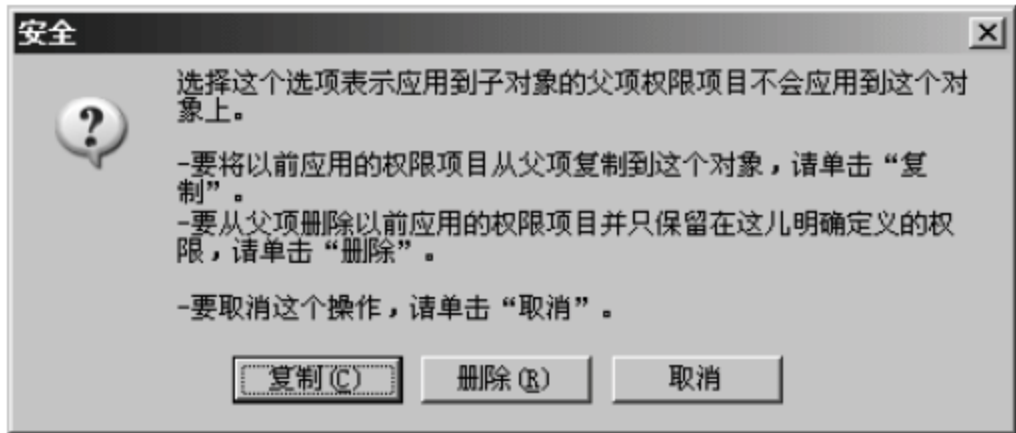 安全
选择这个选项表示应用到子对象的父项权限项目不会应用到这个对
象上。
-要将以前应用的权限项目从父项复制到这个对象，请单击“复
制”。
-要从父项删除以前应用的权限项目并只保留在这儿明确定义的权
限，请单击“删除”。
-要取消这个操作，请单击“取消”。
复制(C) 删除(R) 取消